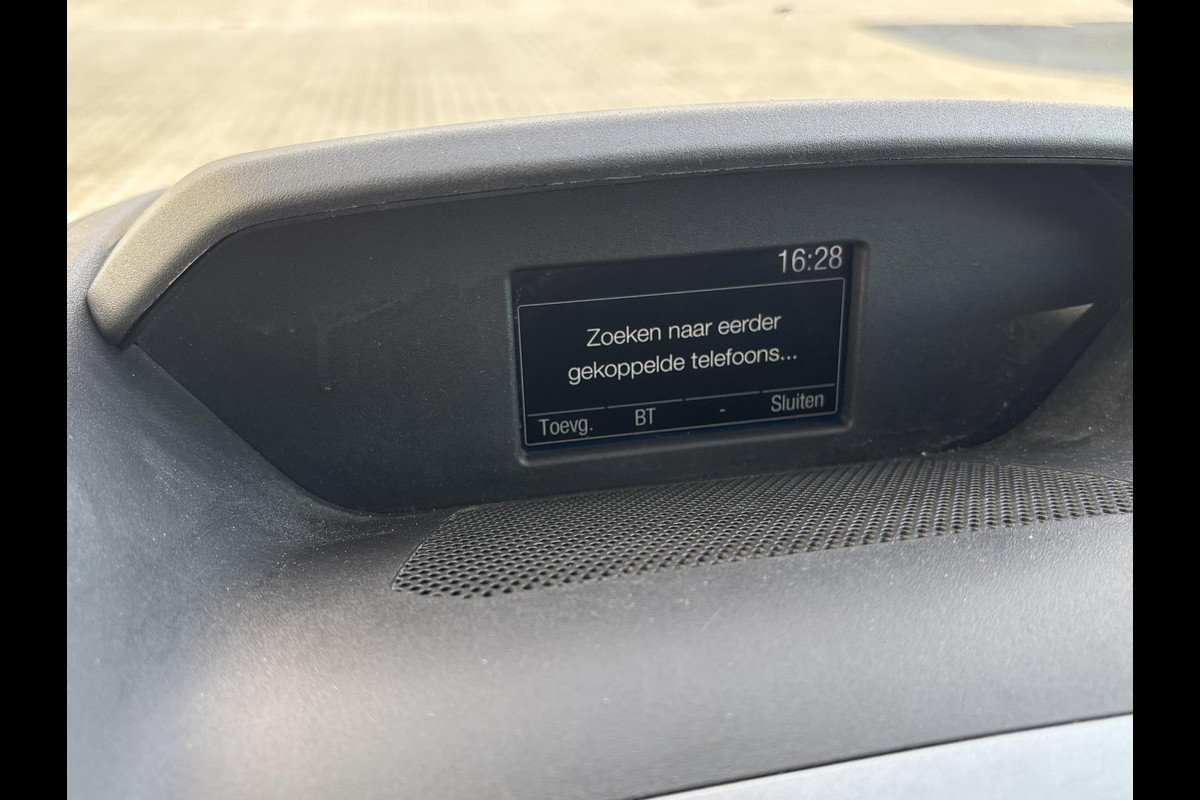 16:28
Zoeken naar eerder
gekoppelde telefoons...
Toevg. BT - Sluiten